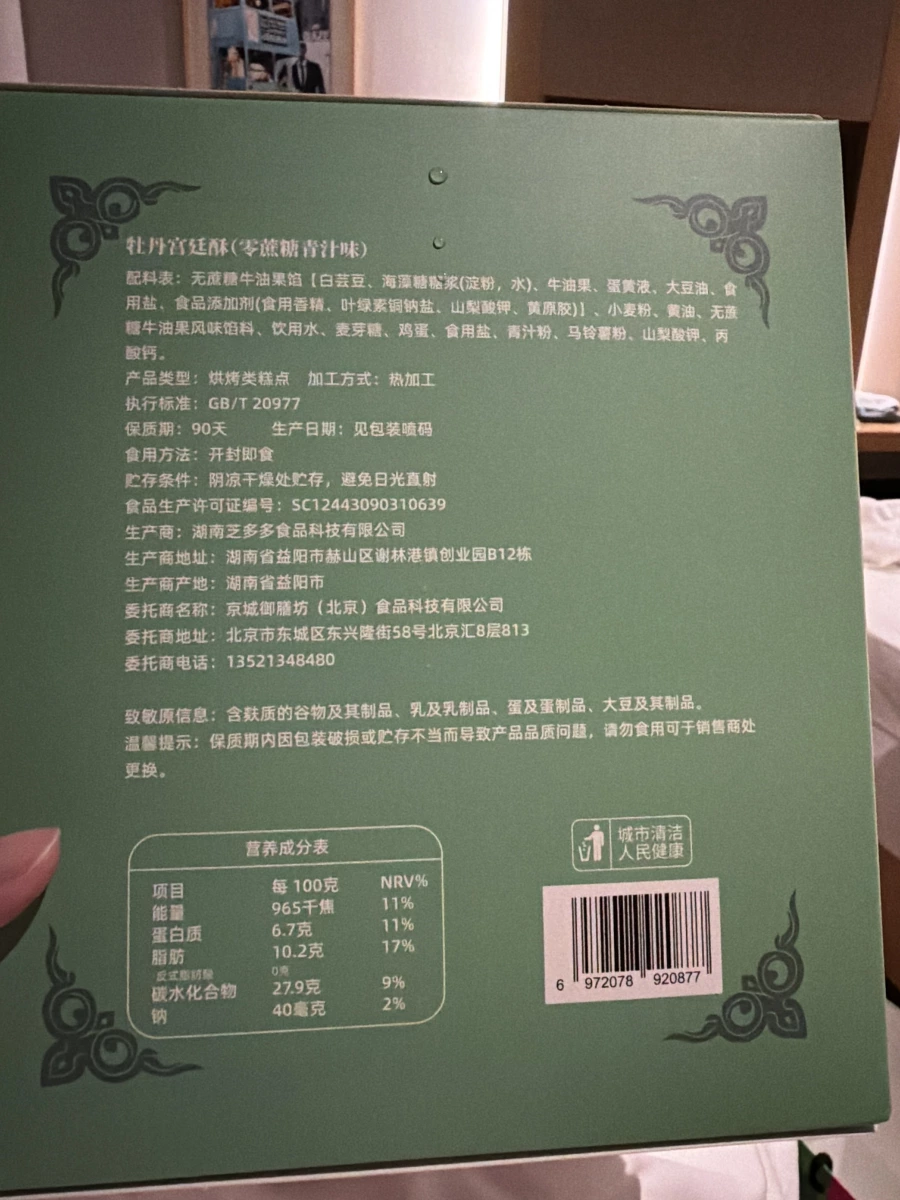 牡丹宫廷酥(零蔗糖青汁味)
配料表：无蔗糖牛油果馅【白芸豆、海藻糖糖浆(淀粉，水)、牛油果、蛋黄液、大豆油、食
用盐、食品添加剂(食用香精、叶绿素铜钠盐、山梨酸钾、黄原胶)】、小麦粉、黄油、无蔗
糖牛油果风味馅料、饮用水、麦芽糖、鸡蛋、食用盐、青汁粉、马铃薯粉、山梨酸钾、丙
酸钙。
产品类型：烘烤类糕点 加工方式：热加工
执行标准：GB/T 20977
保质期：90天 生产日期：见包装喷码
食用方法：开封即食
贮存条件：阴凉干燥处贮存，避免日光直射
食品生产许可证编号：SC12443090310639
生产商：湖南芝多多食品科技有限公司
生产商地址：湖南省益阳市赫山区谢林港镇创业园B12栋
生产商产地：湖南省益阳市
委托商名称：京城御膳坊（北京）食品科技有限公司
委托商地址：北京市东城区东兴隆街58号北京汇8层813
委托商电话：13521348480
致敏原信息：含麸质的谷物及其制品、乳及乳制品、蛋及蛋制品、大豆及其制品。
温馨提示：保质期内因包装破损或贮存不当而导致产品品质问题，请勿食用可于销售商处
更换。
营养成分表
项目 每 100克 NRV%
能量 965千焦 11%
蛋白质 6.7克 11%
脂肪 10.2克 17%
反式脂肪酸 0克
碳水化合物 27.9克 9%
钠 40毫克 2%
城市清洁
人民健康
6 972078 920877